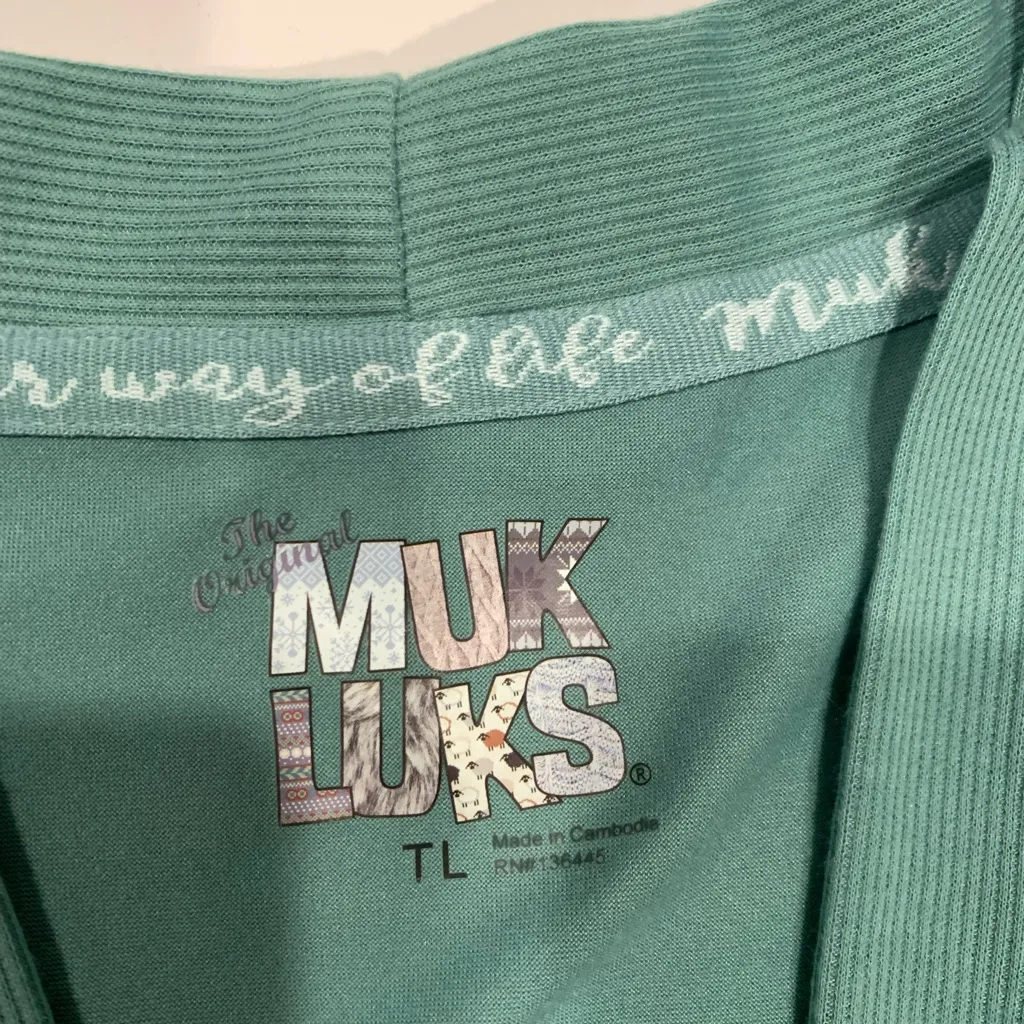 r way of life Muk
The
Original
MUK
LUKS®
TL
Made in Cambodia
RN#136445